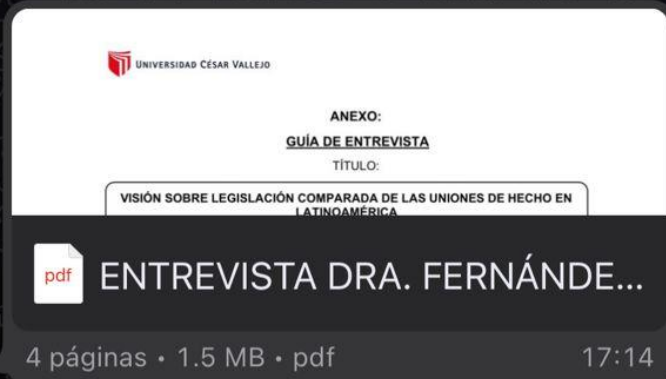 UNIVERSIDAD CÉSAR VALLEJO
ANEXO:
GUÍA DE ENTREVISTA
TÍTULO:
VISIÓN SOBRE LEGISLACIÓN COMPARADA DE LAS UNIONES DE HECHO EN
LATINOAMÉRICA
pdf
ENTREVISTA DRA. FERNÁNDE...
4 páginas • 1.5 MB • pdf
17:14